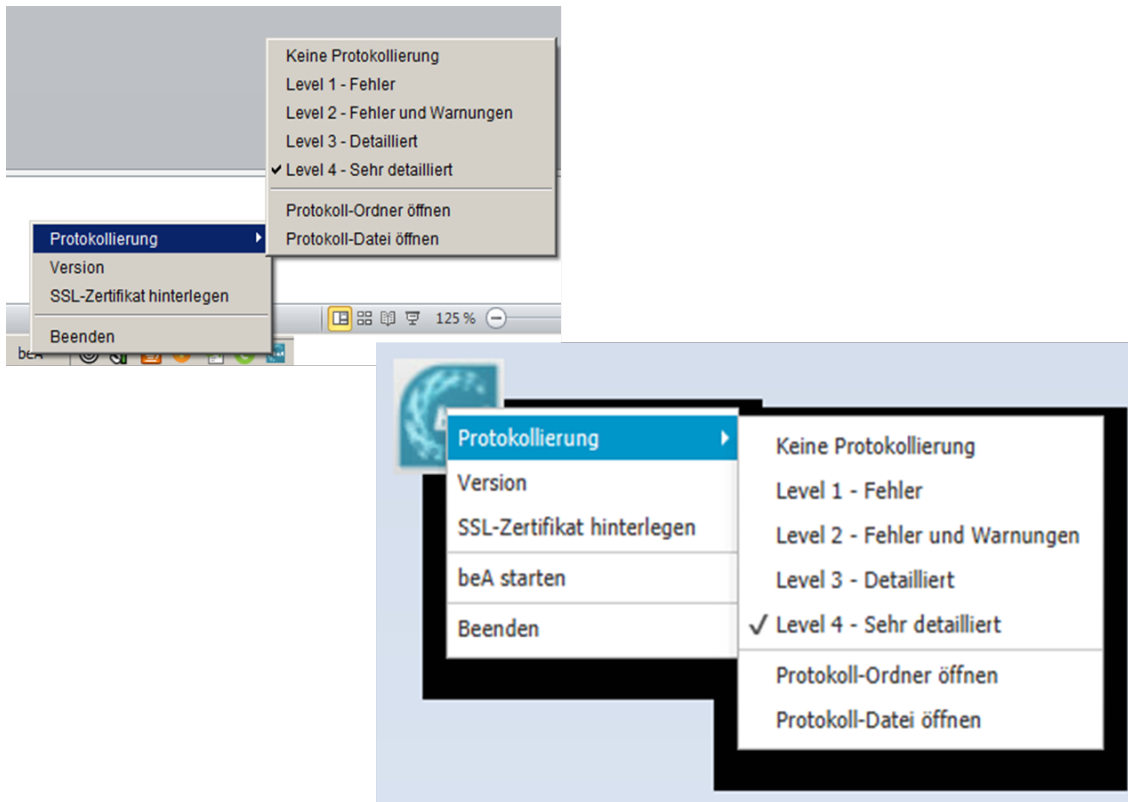 Keine Protokollierung
Level 1 - Fehler
Level 2 - Fehler und Warnungen
Level 3 - Detailliert
Level 4 - Sehr detailliert
Protokoll-Ordner öffnen
Protokoll-Datei öffnen
Protokollierung
Version
SSL-Zertifikat hinterlegen
Beenden
125 %
beA
Protokollierung
Version
SSL-Zertifikat hinterlegen
beA starten
Beenden
Keine Protokollierung
Level 1 - Fehler
Level 2 - Fehler und Warnungen
Level 3 - Detailliert
Level 4 - Sehr detailliert
Protokoll-Ordner öffnen
Protokoll-Datei öffnen